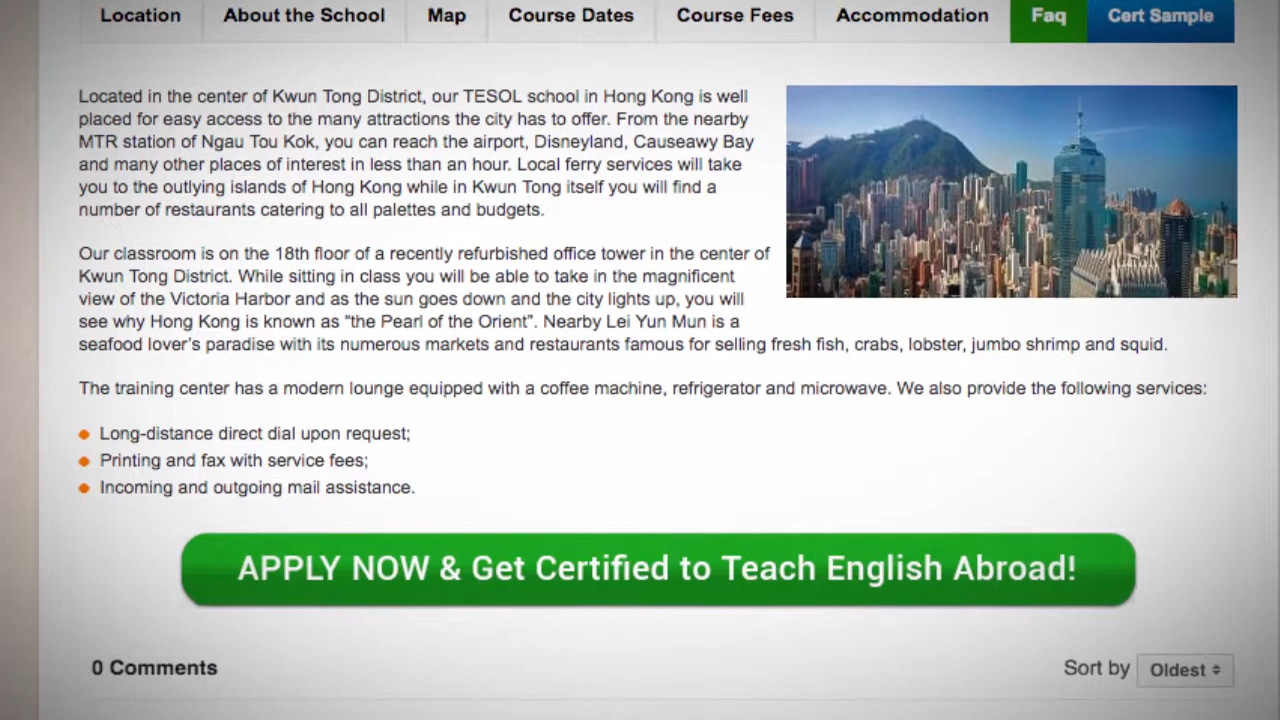 Location About the School Map Course Dates Course Fees Accommodation Faq Cert Sample
Located in the center of Kwun Tong District, our TESOL school in Hong Kong is well
placed for easy access to the many attractions the city has to offer. From the nearby
MTR station of Ngau Tou Kok, you can reach the airport, Disneyland, Causeawy Bay
and many other places of interest in less than an hour. Local ferry services will take
you to the outlying islands of Hong Kong while in Kwun Tong itself you will find a
number of restaurants catering to all palettes and budgets.
Our classroom is on the 18th floor of a recently refurbished office tower in the center of
Kwun Tong District. While sitting in class you will be able to take in the magnificent
view of the Victoria Harbor and as the sun goes down and the city lights up, you will
see why Hong Kong is known as “the Pearl of the Orient”. Nearby Lei Yun Mun is a
seafood lover’s paradise with its numerous markets and restaurants famous for selling fresh fish, crabs, lobster, jumbo shrimp and squid.
The training center has a modern lounge equipped with a coffee machine, refrigerator and microwave. We also provide the following services:
Long-distance direct dial upon request;
Printing and fax with service fees;
Incoming and outgoing mail assistance.
APPLY NOW & Get Certified to Teach English Abroad!
0 Comments Sort by Oldest